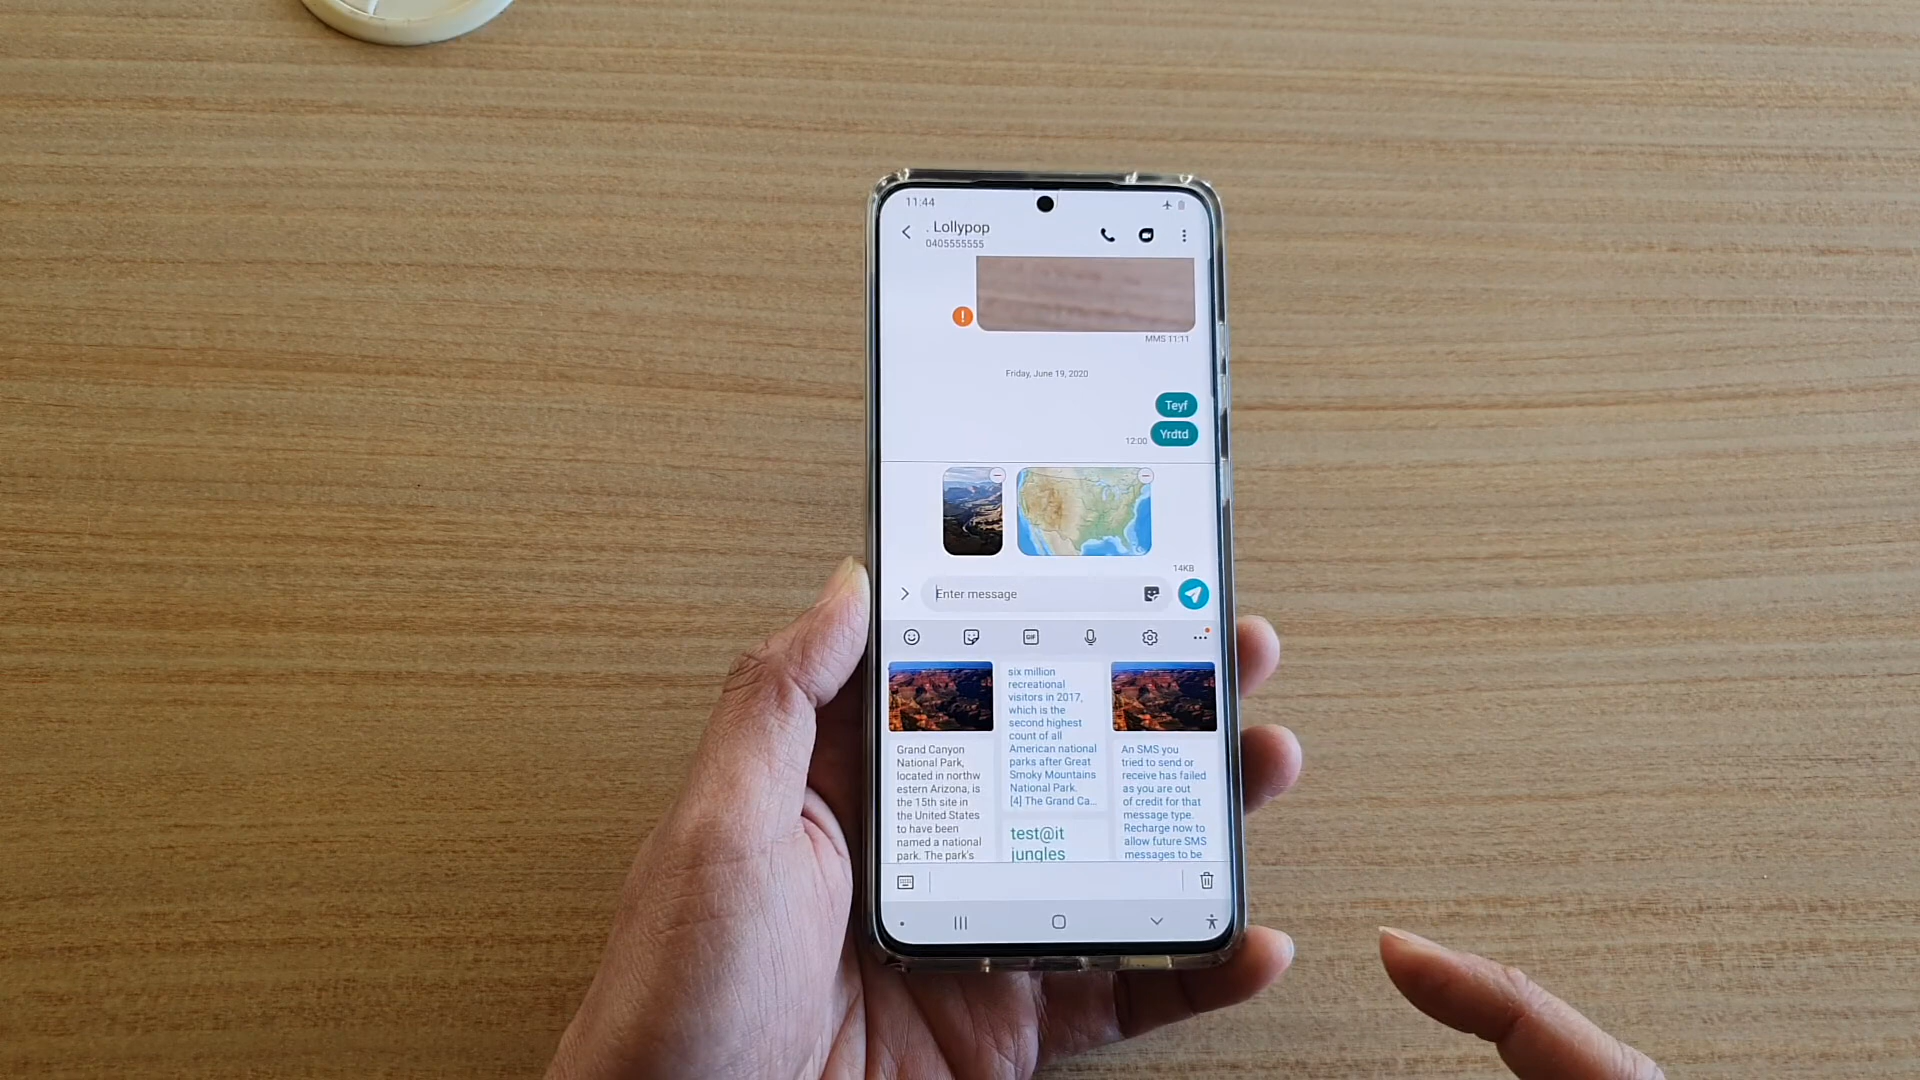 11:44
. Lollypop
0405555555
!
MMS 11:11
Friday, June 19, 2020
Teyf
12:00 Yrdtd
14KB
Enter message
GIF
Grand Canyon
National Park,
located in northw
estern Arizona, is
the 15th site in
the United States
to have been
named a national
park. The park's
six million
recreational
visitors in 2017,
which is the
second highest
count of all
American national
parks after Great
Smoky Mountains
National Park.
[4] The Grand Ca...
test@it
jungles
An SMS you
tried to send or
receive has failed
as you are out
of credit for that
message type.
Recharge now to
allow future SMS
messages to be